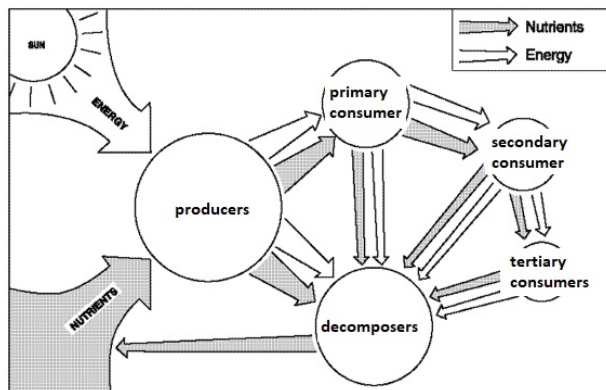 SUN
ENERGY
Nutrients
Energy
primary
consumer
secondary
consumer
producers
tertiary
consumers
NUTRIENTS
decomposers